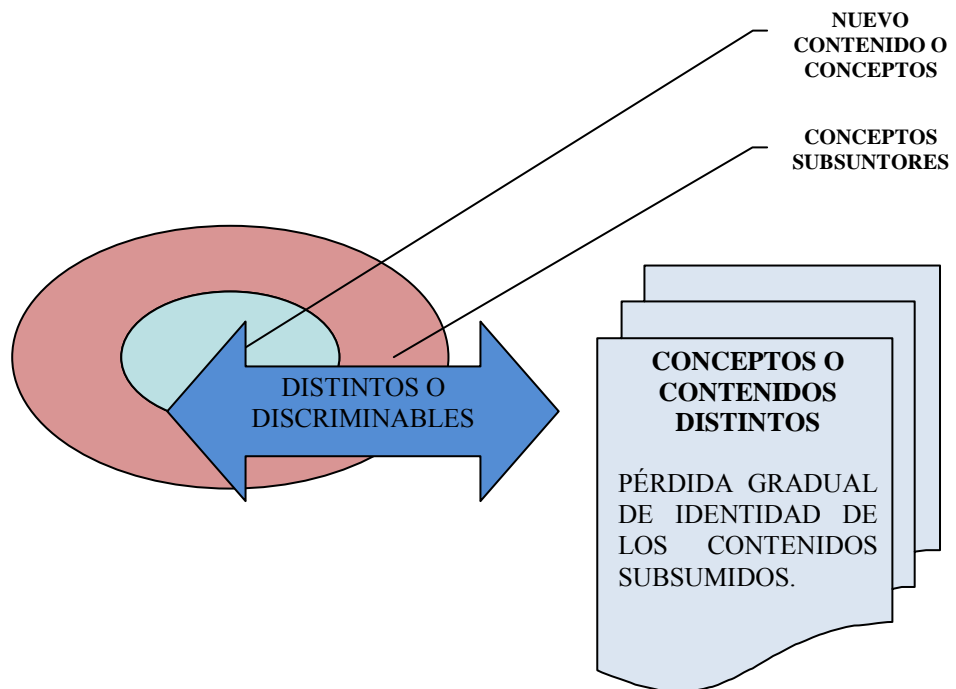 NUEVO
CONTENIDO O
CONCEPTOS
CONCEPTOS
SUBSUNTORES
DISTINTOS O
DISCRIMINABLES
CONCEPTOS O
CONTENIDOS
DISTINTOS
PÉRDIDA GRADUAL
DE IDENTIDAD DE
LOS CONTENIDOS
SUBSUMIDOS.